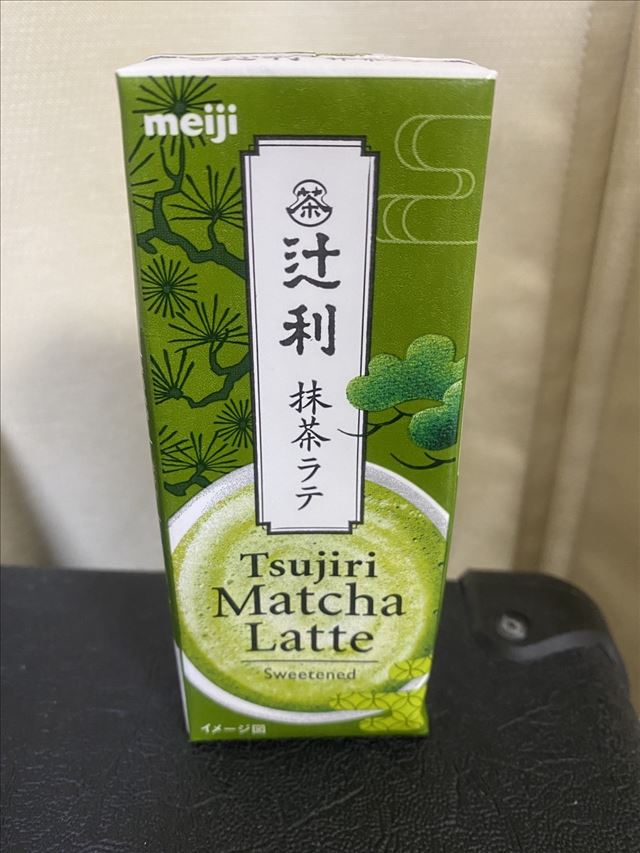 meiji
茶
辻利
抹茶ラテ
Tsujiri
Matcha
Latte
Sweetened
イメージ図